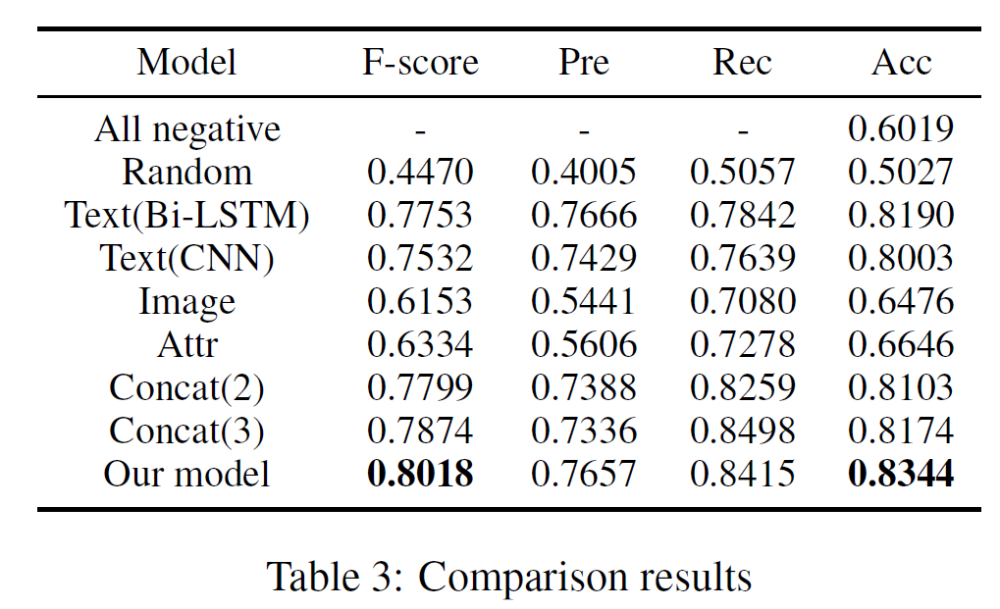 Model F-score Pre Rec Acc
All negative - - - 0.6019
Random 0.4470 0.4005 0.5057 0.5027
Text(Bi-LSTM) 0.7753 0.7666 0.7842 0.8190
Text(CNN) 0.7532 0.7429 0.7639 0.8003
Image 0.6153 0.5441 0.7080 0.6476
Attr 0.6334 0.5606 0.7278 0.6646
Concat(2) 0.7799 0.7388 0.8259 0.8103
Concat(3) 0.7874 0.7336 0.8498 0.8174
Our model 0.8018 0.7657 0.8415 0.8344
Table 3: Comparison results